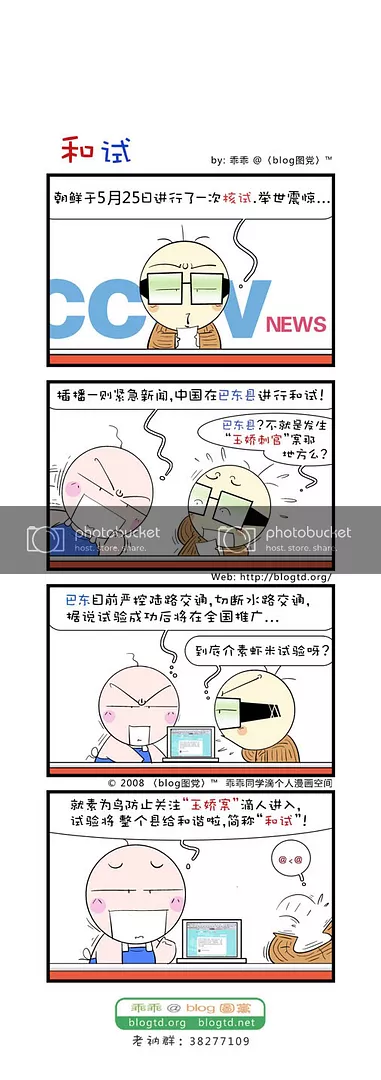 和试
by: 乖乖 @〈blog图党〉™
朝鲜于5月25日进行了一次核试.举世震惊...
CCTV
NEWS
插播一则紧急新闻,中国在巴东县进行和试!
巴东县?不就是发生
"玉娇刺官"案那
地方么?
photobucket
host. store. share.
photobucket
host. store. share.
Web: http://blogtd.org/
巴东目前严控陆路交通,切断水路交通,
据说试验成功后将在全国推广...
到底介素虾米试验呀?
© 2008 〈blog图党〉™ 乖乖同学滴个人漫画空间
就素为鸟防止关注"玉娇案"滴人进入,
试验将整个县给和谐啦,简称"和试"!
@<@
乖乖 @ blog 圖黨
blogtd.org blogtd.net
老衲群: 38277109